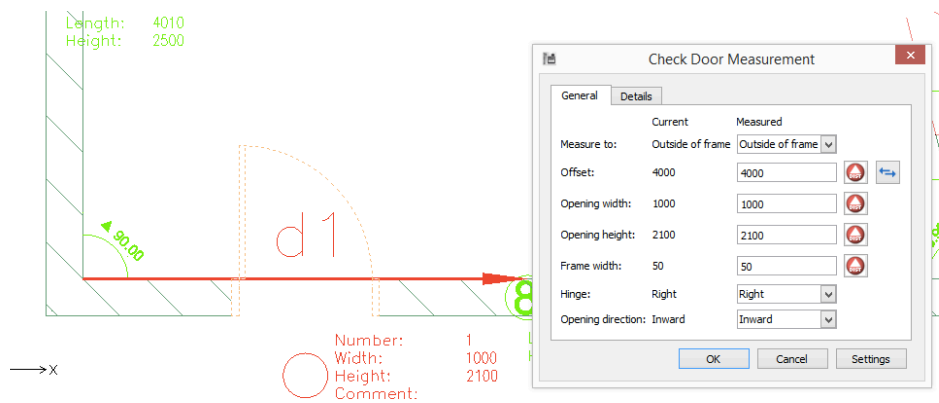 Length: 4010
Height: 2500
90.00
d1
8
X
Number: 1
Width: 1000
Height: 2100
Comment:
Check Door Measurement
General Details
Current Measured
Measure to: Outside of frame Outside of frame
Offset: 4000 4000
Opening width: 1000 1000
Opening height: 2100 2100
Frame width: 50 50
Hinge: Right Right
Opening direction: Inward Inward
OK Cancel Settings